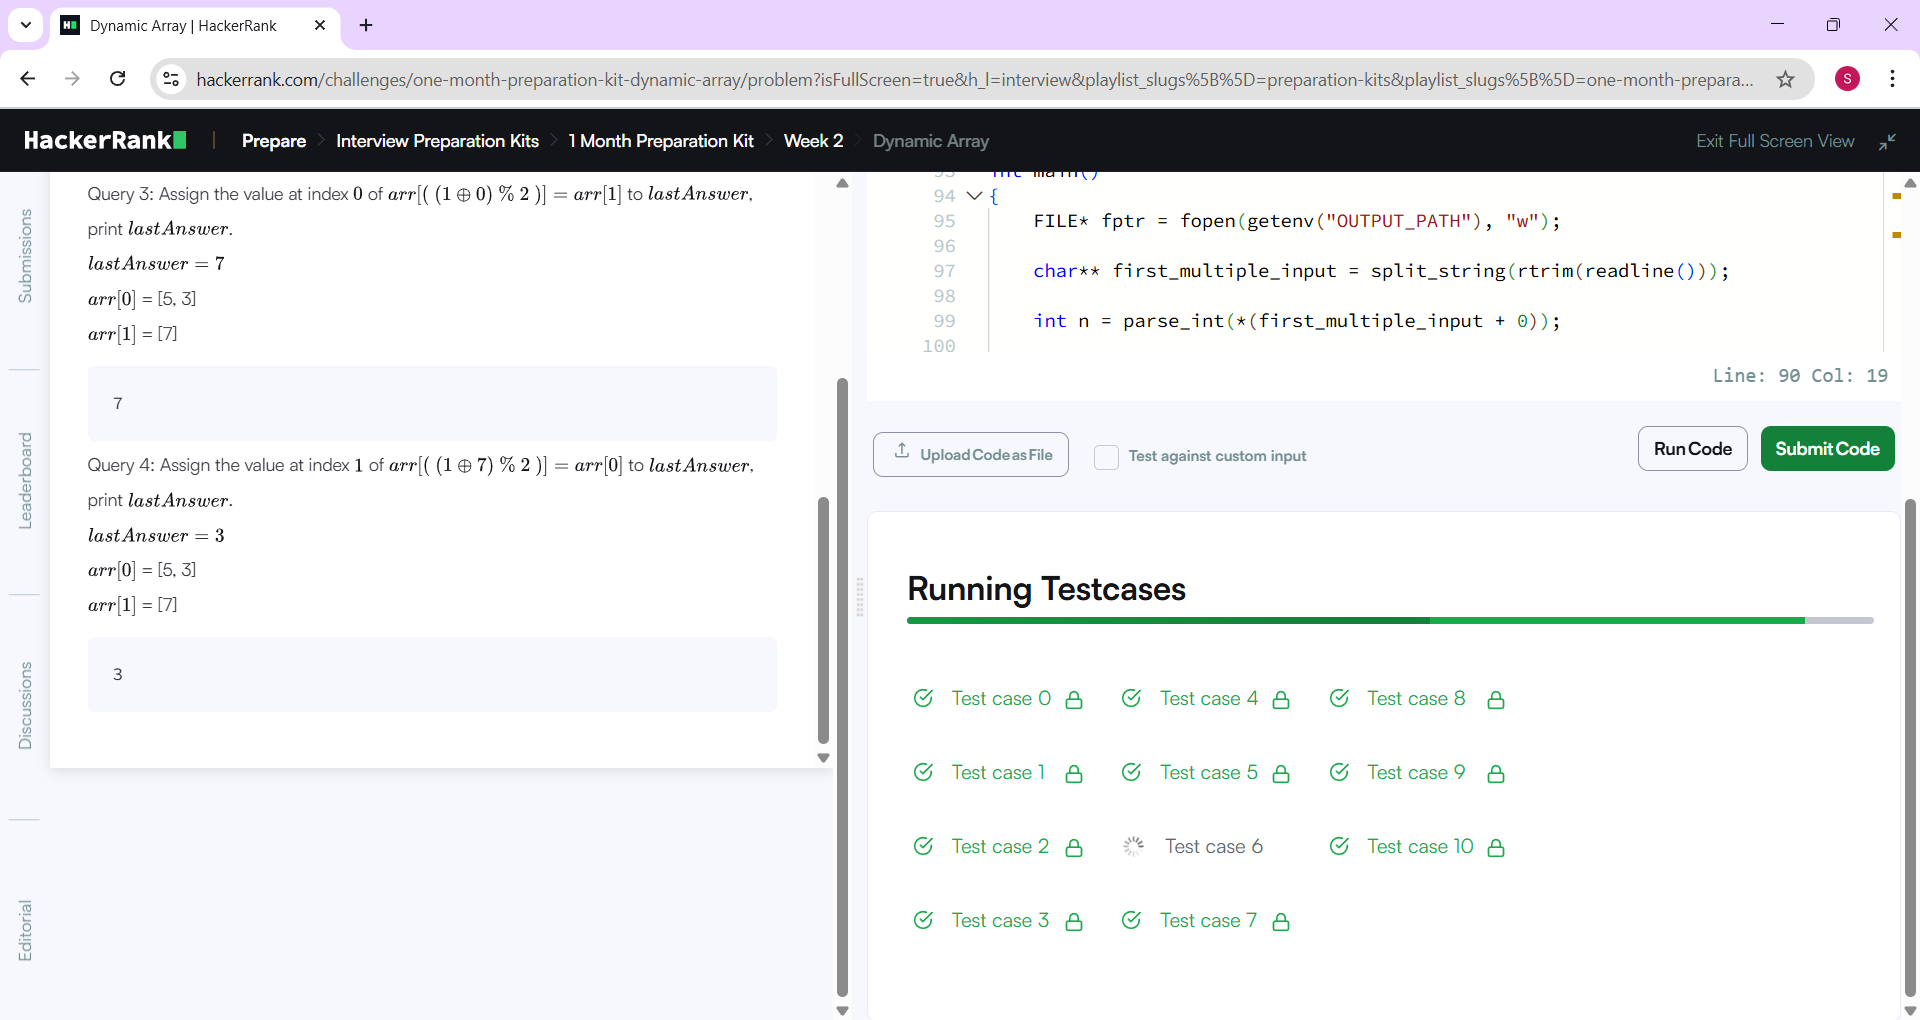 Dynamic Array | HackerRank
hackerrank.com/challenges/one-month-preparation-kit-dynamic-array/problem?isFullScreen=true&h_l=interview&playlist_slugs%5B%5D=preparation-kits&playlist_slugs%5B%5D=one-month-prepara...
S
HackerRank
Prepare
Interview Preparation Kits
1 Month Preparation Kit
Week 2
Dynamic Array
Exit Full Screen View
Submissions
Leaderboard
Discussions
Editorial
Query 3: Assign the value at index 0 of arr[( (1 ⊕ 0) % 2 )] = arr[1] to lastAnswer,
print lastAnswer.
lastAnswer = 7
arr[0] = [5, 3]
arr[1] = [7]
7
Query 4: Assign the value at index 1 of arr[( (1 ⊕ 7) % 2 )] = arr[0] to lastAnswer,
print lastAnswer.
lastAnswer = 3
arr[0] = [5, 3]
arr[1] = [7]
3
93 int main()
94 {
95 FILE* fptr = fopen(getenv("OUTPUT_PATH"), "w");
96
97 char** first_multiple_input = split_string(rtrim(readline()));
98
99 int n = parse_int(*(first_multiple_input + 0));
100
Line: 90 Col: 19
Upload Code as File
Test against custom input
Run Code
Submit Code
Running Testcases
Test case 0
Test case 4
Test case 8
Test case 1
Test case 5
Test case 9
Test case 2
Test case 6
Test case 10
Test case 3
Test case 7